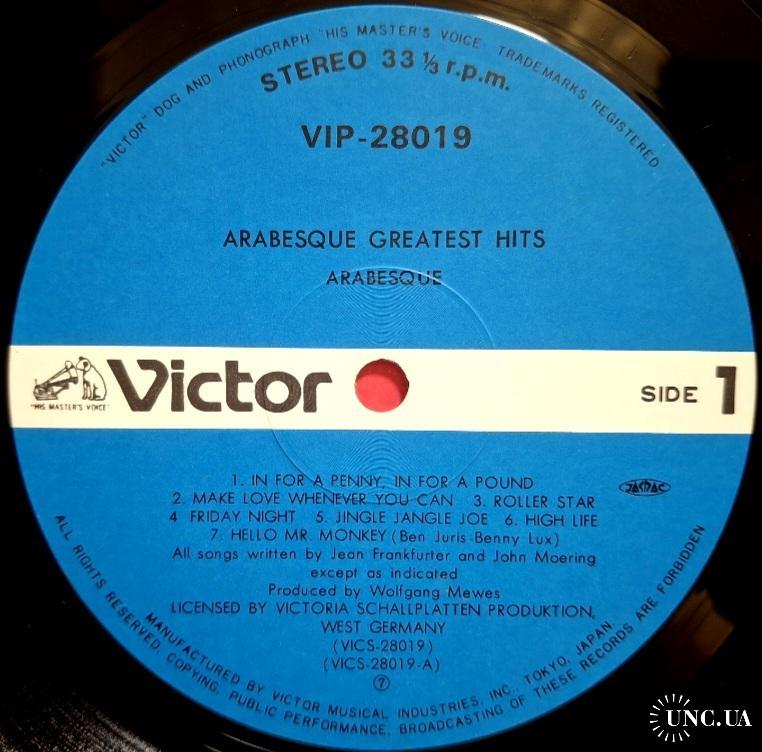 "VICTOR" DOG AND PHONOGRAPH "HIS MASTER'S VOICE" TRADEMARKS REGISTERED
STEREO 33 ⅓ r.p.m.
VIP-28019
ARABESQUE GREATEST HITS
ARABESQUE
"HIS MASTER'S VOICE"
Victor
SIDE 1
1. IN FOR A PENNY, IN FOR A POUND
JASRAC
2. MAKE LOVE WHENEVER YOU CAN 3. ROLLER STAR
4 FRIDAY NIGHT 5. JINGLE JANGLE JOE 6. HIGH LIFE
7. HELLO MR. MONKEY (Ben Juris-Benny Lux)
All songs written by Jean Frankfurter and John Moering
except as indicated
Produced by Wolfgang Mewes
LICENSED BY VICTORIA SCHALLPLATTEN PRODUKTION,
WEST GERMANY
(VICS-28019)
(VICS-28019-A)
⑦
MANUFACTURED BY VICTOR MUSICAL INDUSTRIES, INC., TOKYO, JAPAN.
ALL RIGHTS RESERVED, COPYING, PUBLIC PERFORMANCE, BROADCASTING OF THESE RECORDS ARE FORBIDDEN
UNC.UA